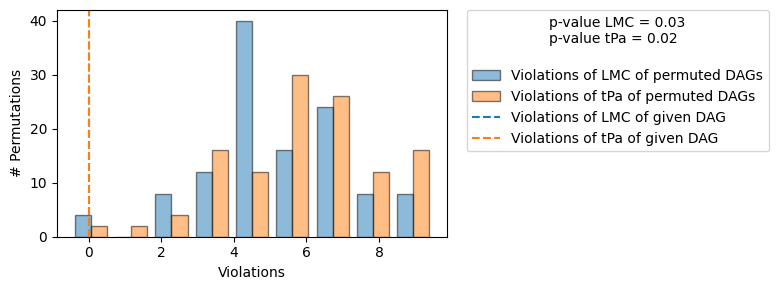 p-value LMC = 0.03
p-value tPa = 0.02
Violations of LMC of permuted DAGs
Violations of tPa of permuted DAGs
Violations of LMC of given DAG
Violations of tPa of given DAG
# Permutations
40
30
20
10
0
0 2 4 6 8
Violations